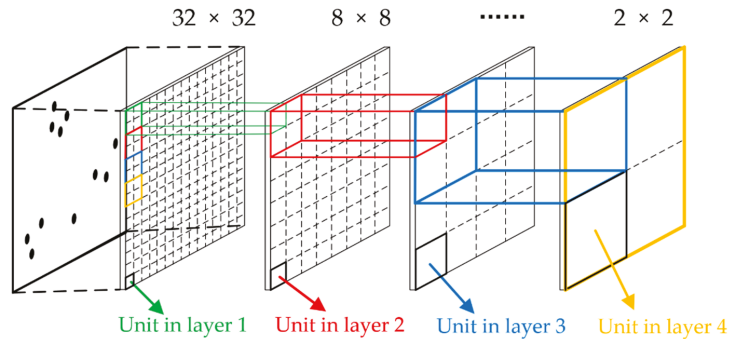 32 × 32
8 × 8
......
2 × 2
Unit in layer 1
Unit in layer 2
Unit in layer 3
Unit in layer 4